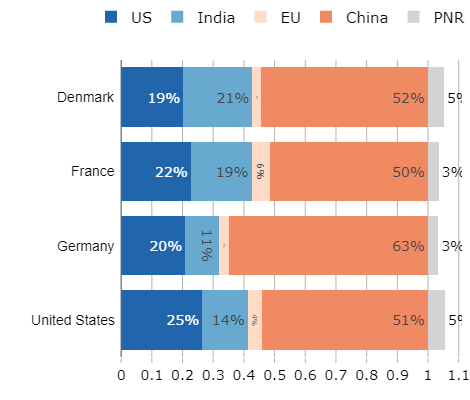 US India EU China PNR
Denmark 19% 21% 52% 5%
France 22% 19% 6% 50% 3%
Germany 20% 11% 63% 3%
United States 25% 14% 4% 51% 5%
0 0.1 0.2 0.3 0.4 0.5 0.6 0.7 0.8 0.9 1 1.1